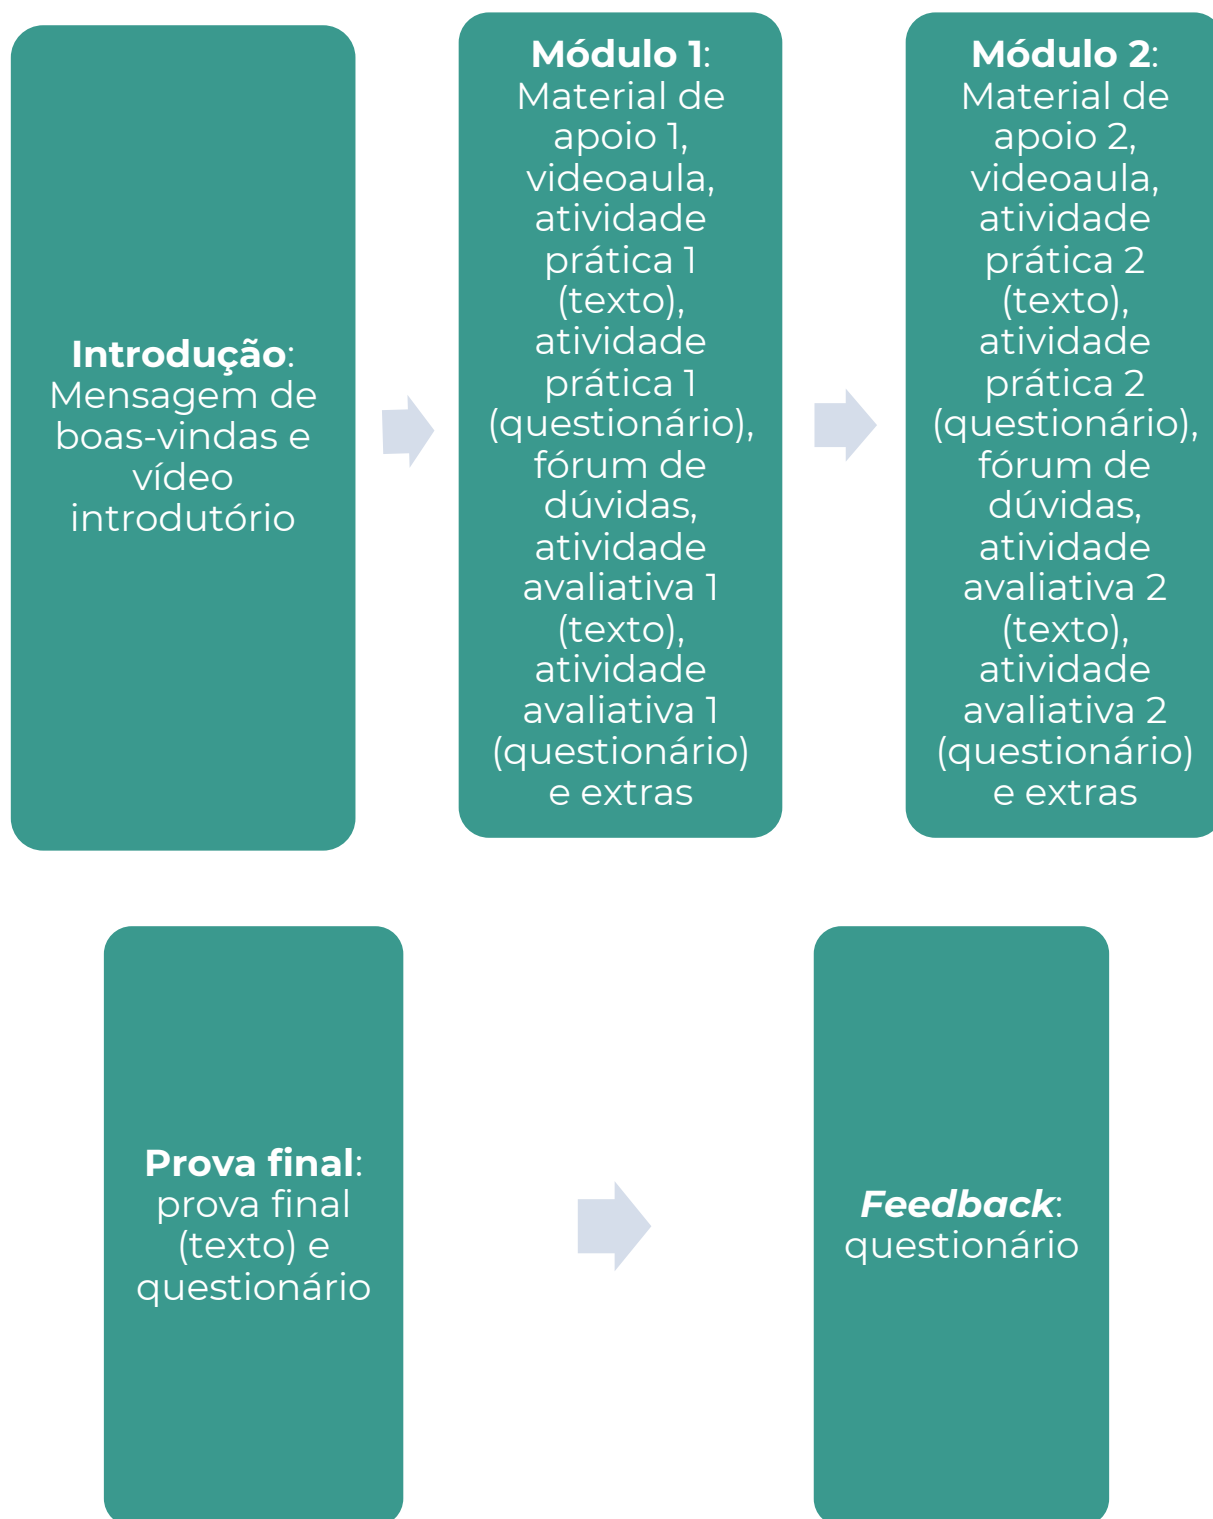 Introdução:
Mensagem de
boas-vindas e
vídeo
introdutório
Módulo 1:
Material de
apoio 1,
videoaula,
atividade
prática 1
(texto),
atividade
prática 1
(questionário),
fórum de
dúvidas,
atividade
avaliativa 1
(texto),
atividade
avaliativa 1
(questionário)
e extras
Módulo 2:
Material de
apoio 2,
videoaula,
atividade
prática 2
(texto),
atividade
prática 2
(questionário),
fórum de
dúvidas,
atividade
avaliativa 2
(texto),
atividade
avaliativa 2
(questionário)
e extras
Prova final:
prova final
(texto) e
questionário
Feedback:
questionário